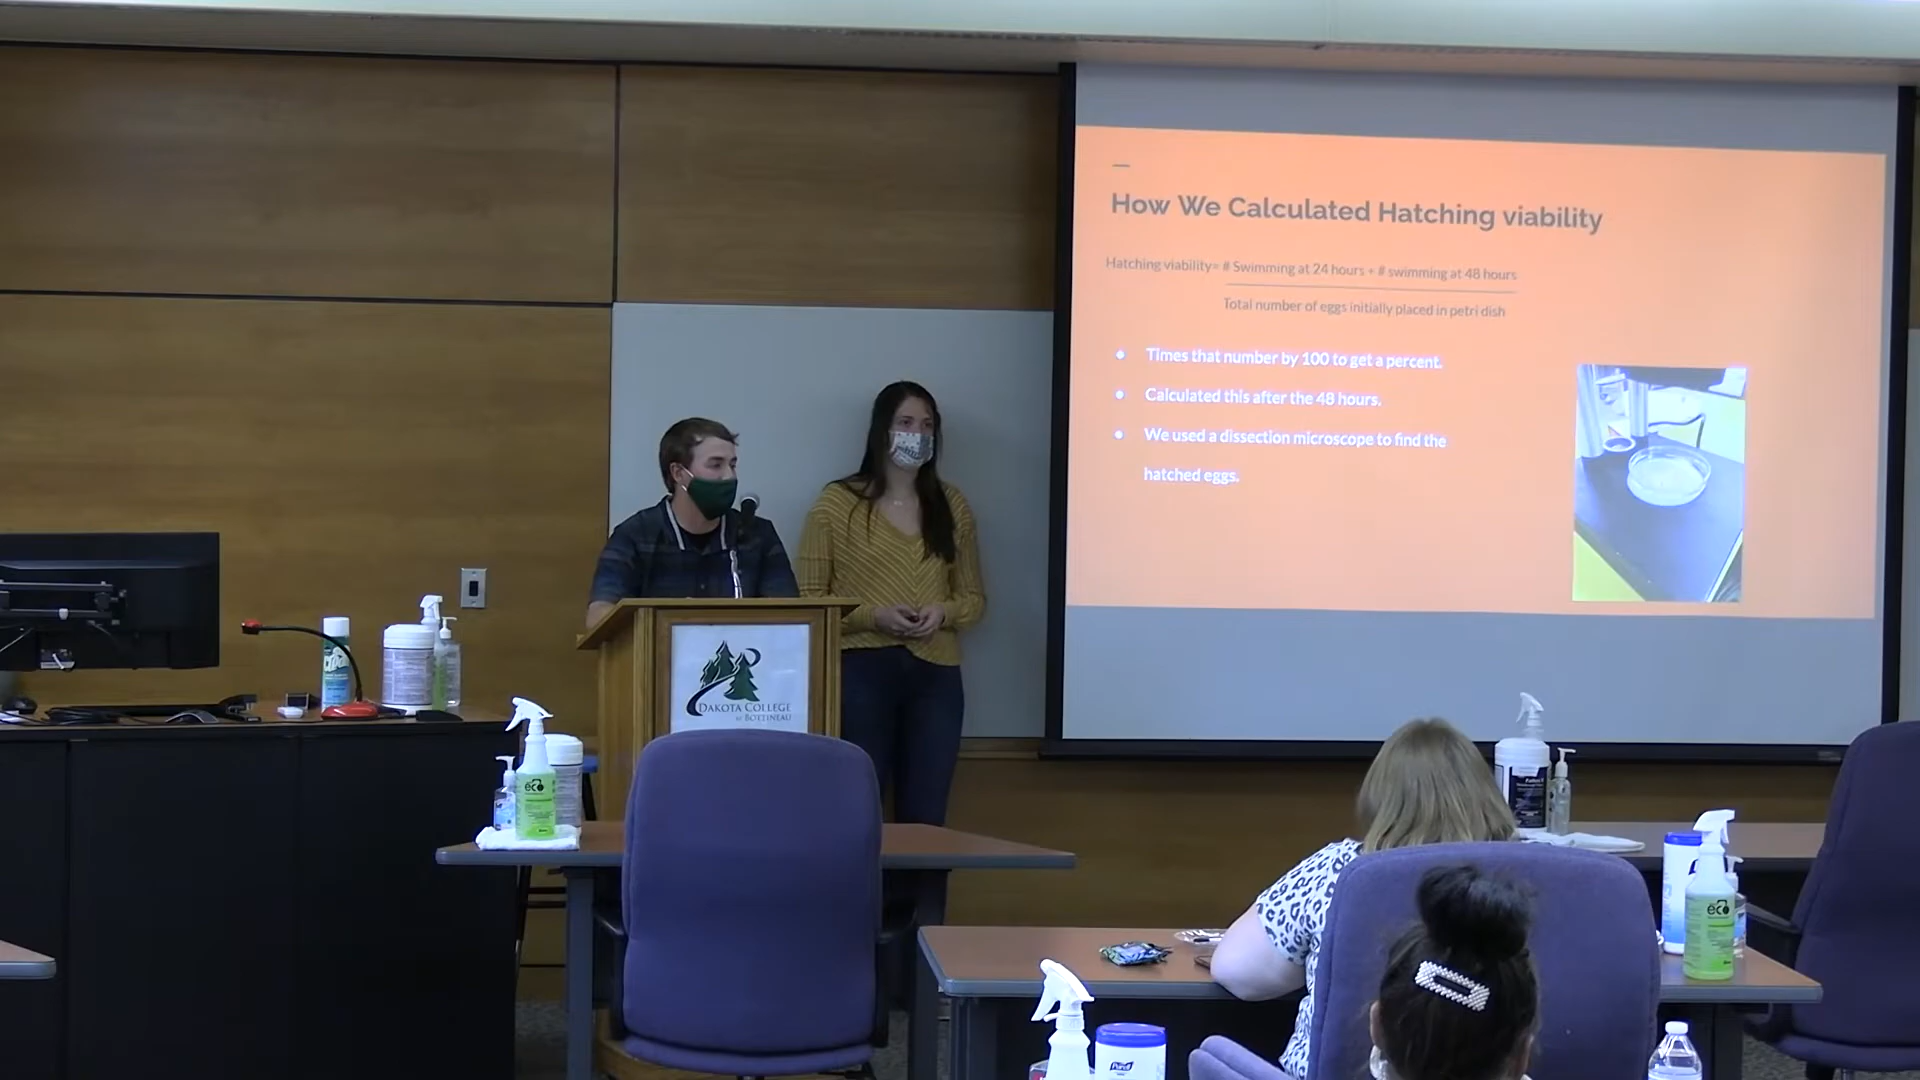 How We Calculated Hatching viability
Hatching viability= # Swimming at 24 hours + # swimming at 48 hours
Total number of eggs initially placed in petri dish
● Times that number by 100 to get a percent.
● Calculated this after the 48 hours.
● We used a dissection microscope to find the
hatched eggs.
DAKOTA COLLEGE
AT BOTTINEAU
eco
eco
Purell